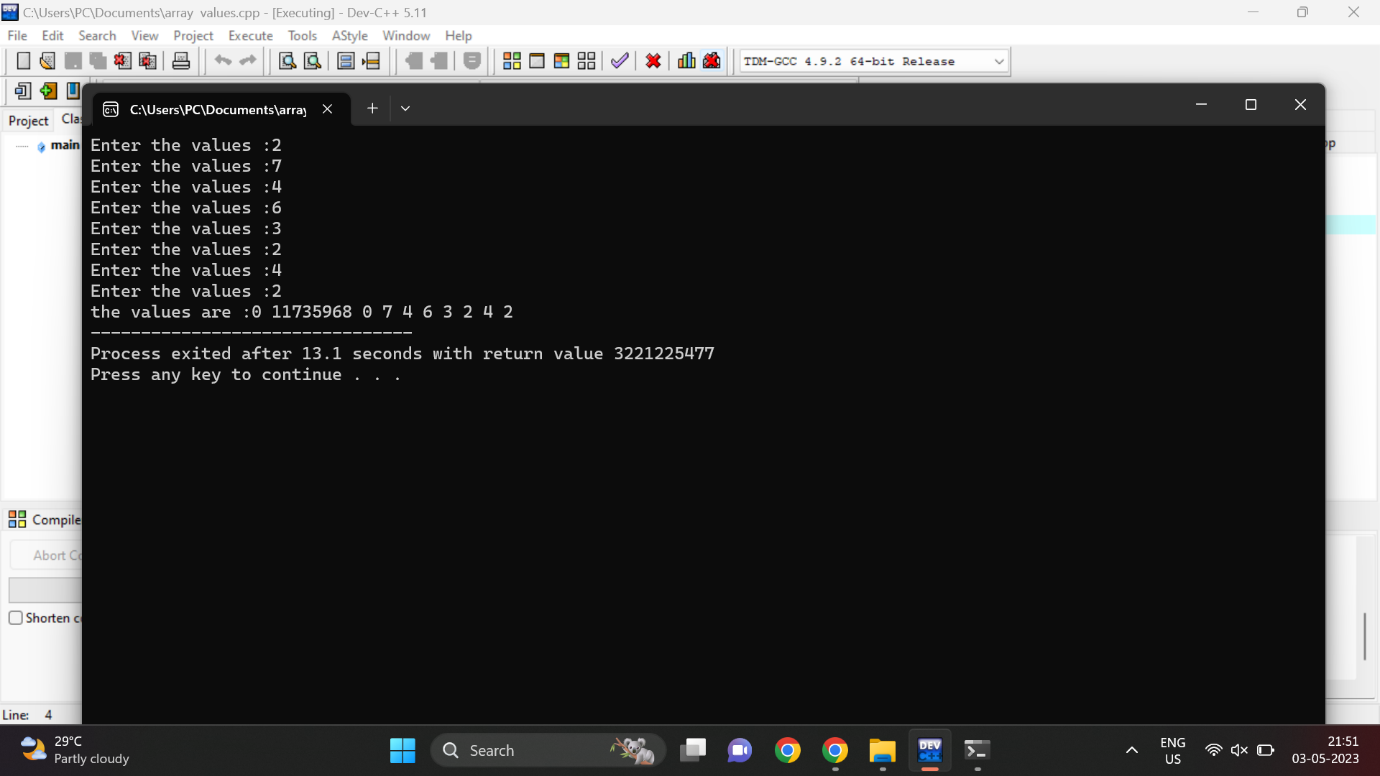 C:\Users\PC\Documents\array values.cpp - [Executing] - Dev-C++ 5.11
File Edit Search View Project Execute Tools AStyle Window Help
TDM-GCC 4.9.2 64-bit Release
C:\Users\PC\Documents\array
Project Clas
main
Enter the values :2
Enter the values :7
Enter the values :4
Enter the values :6
Enter the values :3
Enter the values :2
Enter the values :4
Enter the values :2
the values are :0 11735968 0 7 4 6 3 2 4 2
--------------------------------
Process exited after 13.1 seconds with return value 3221225477
Press any key to continue . . .
Compile
Abort Co
Shorten co
Line: 4
29°C
Partly cloudy
Search
DEV
C++
ENG
US
21:51
03-05-2023